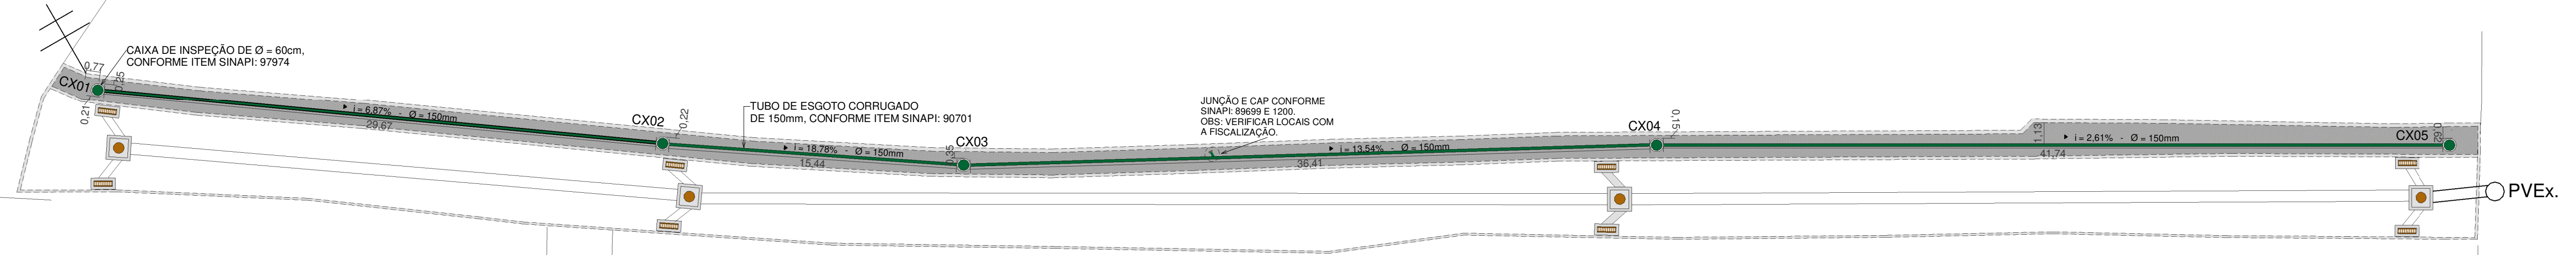 CAIXA DE INSPEÇÃO DE Ø = 60cm,
CONFORME ITEM SINAPI: 97974
0,77
0,25
CX01
0,21
i = 6,87% - Ø = 150mm
29,67
CX02
0,22
TUBO DE ESGOTO CORRUGADO
DE 150mm, CONFORME ITEM SINAPI: 90701
i = 18,78% - Ø = 150mm
15,44
CX03
JUNÇÃO E CAP CONFORME
SINAPI: 89699 E 1200.
OBS: VERIFICAR LOCAIS COM
A FISCALIZAÇÃO.
i = 13,54% - Ø = 150mm
36,41
CX04
0,15
1,13
i = 2,61% - Ø = 150mm
41,74
CX05
0,62
PVEx.